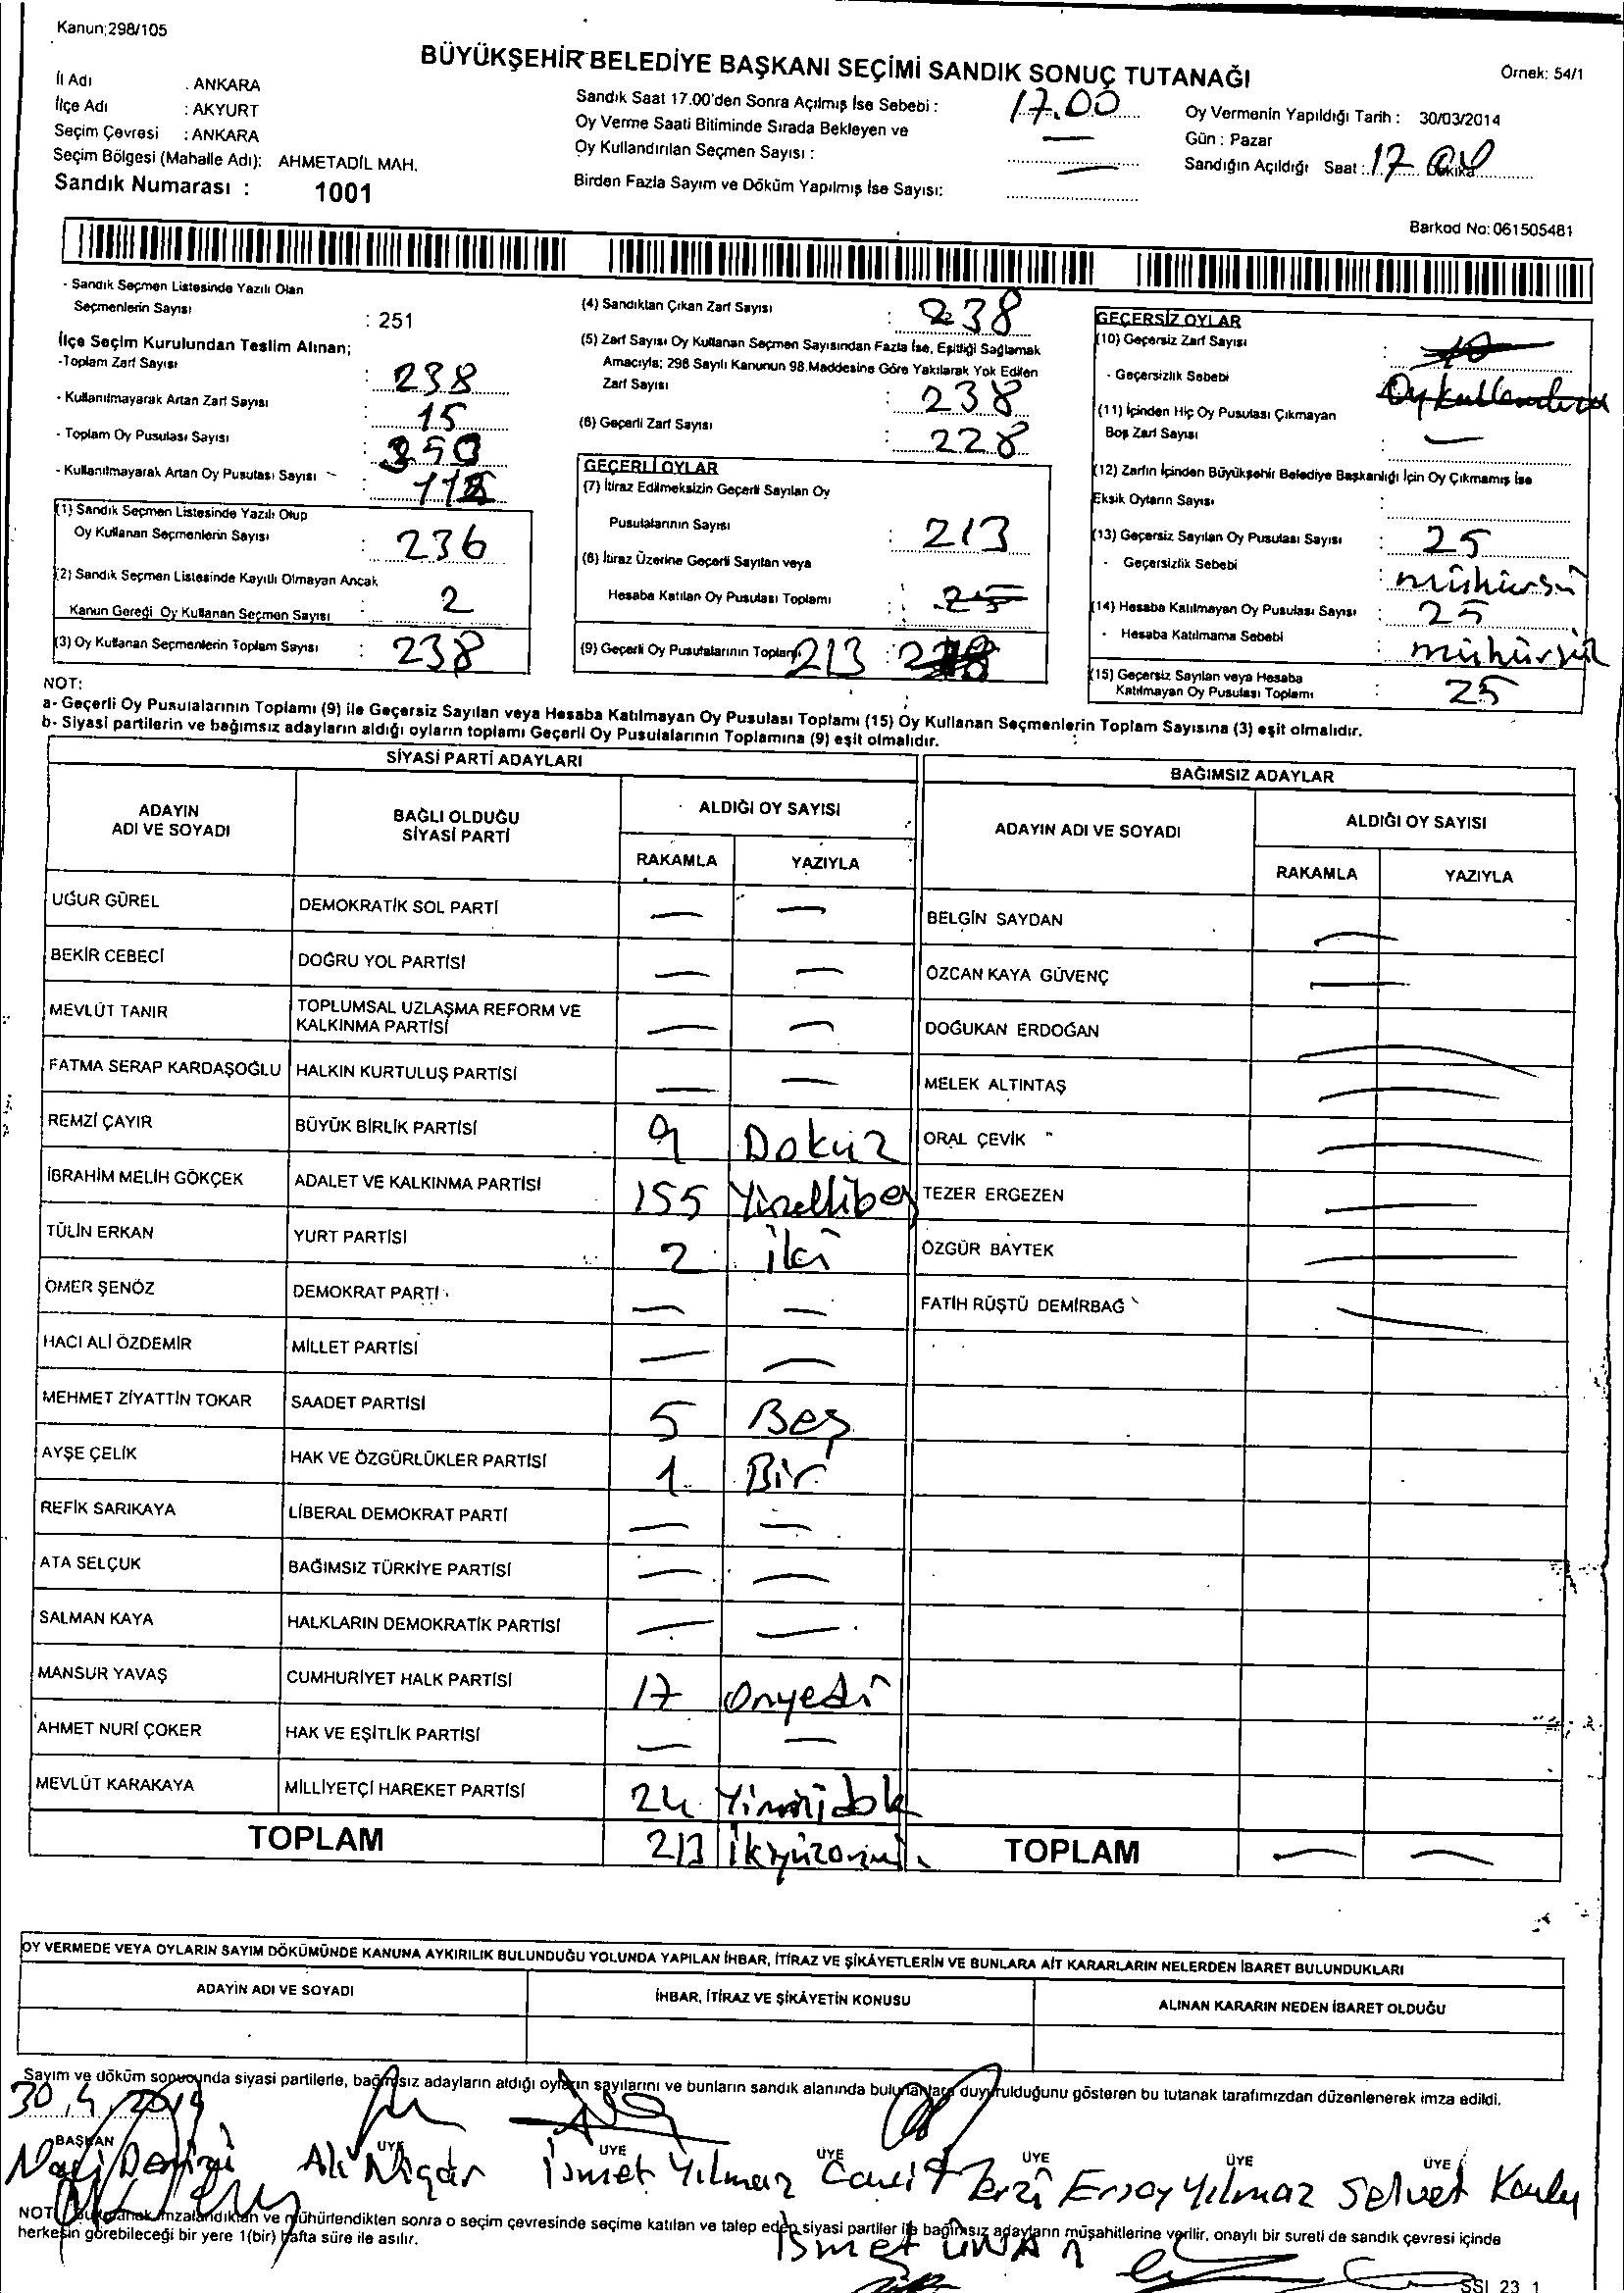 Kanun;298/105
BÜYÜKŞEHİR BELEDİYE BAŞKANI SEÇİMİ SANDIK SONUÇ TUTANAĞI
Örnek: 54/1
İl Adı : ANKARA
İlçe Adı : AKYURT
Seçim Çevresi : ANKARA
Seçim Bölgesi (Mahalle Adı): AHMETADİL MAH.
Sandık Numarası : 1001
Sandık Saat 17.00'den Sonra Açılmış İse Sebebi : 17.00
Oy Verme Saati Bitiminde Sırada Bekleyen ve
Oy Kullandırılan Seçmen Sayısı : —
Birden Fazla Sayım ve Döküm Yapılmış İse Sayısı: —
Oy Vermenin Yapıldığı Tarih : 30/03/2014
Gün : Pazar
Sandığın Açıldığı Saat : 17 Dakika
Barkod No: 061505481
- Sandık Seçmen Listesinde Yazılı Olan
Seçmenlerin Sayısı : 251
İlçe Seçim Kurulundan Teslim Alınan;
-Toplam Zarf Sayısı : 238
- Kullanılmayarak Artan Zarf Sayısı : 15
- Toplam Oy Pusulası Sayısı : 350
- Kullanılmayarak Artan Oy Pusulası Sayısı :
(1) Sandık Seçmen Listesinde Yazılı Olup
Oy Kullanan Seçmenlerin Sayısı : 236
(2) Sandık Seçmen Listesinde Kayıtlı Olmayan Ancak
Kanun Gereği Oy Kullanan Seçmen Sayısı : 2
(3) Oy Kullanan Seçmenlerin Toplam Sayısı : 238
(4) Sandıktan Çıkan Zarf Sayısı : 238
(5) Zarf Sayısı Oy Kullanan Seçmen Sayısından Fazla İse, Eşitliği Sağlamak
Amacıyla; 298 Sayılı Kanunun 98.Maddesine Göre Yakılarak Yok Edilen
Zarf Sayısı : 238
(6) Geçerli Zarf Sayısı : 228
GEÇERLİ OYLAR
(7) İtiraz Edilmeksizin Geçerli Sayılan Oy
Pusulalarının Sayısı : 213
(8) İtiraz Üzerine Geçerli Sayılan veya
Hesaba Katılan Oy Pusulası Toplamı : 25
(9) Geçerli Oy Pusulalarının Toplamı 213 :
GEÇERSİZ OYLAR
(10) Geçersiz Zarf Sayısı : 10
- Geçersizlik Sebebi : Oy kullandırılan
(11) İçinden Hiç Oy Pusulası Çıkmayan
Boş Zarf Sayısı : —
(12) Zarfın İçinden Büyükşehir Belediye Başkanlığı İçin Oy Çıkmamış İse
Eksik Oyların Sayısı :
(13) Geçersiz Sayılan Oy Pusulası Sayısı : 25
- Geçersizlik Sebebi : mühürsü
(14) Hesaba Katılmayan Oy Pusulası Sayısı : 25
- Hesaba Katılmama Sebebi : mühürsül
(15) Geçersiz Sayılan veya Hesaba
Katılmayan Oy Pusulası Toplamı : 25
NOT:
a- Geçerli Oy Pusulalarının Toplamı (9) ile Geçersiz Sayılan veya Hesaba Katılmayan Oy Pusulası Toplamı (15) Oy Kullanan Seçmenlerin Toplam Sayısına (3) eşit olmalıdır.
b- Siyasi partilerin ve bağımsız adayların aldığı oyların toplamı Geçerli Oy Pusulalarının Toplamına (9) eşit olmalıdır.
SİYASİ PARTİ ADAYLARI
ADAYIN ADI VE SOYADI
BAĞLI OLDUĞU SİYASİ PARTİ
ALDIĞI OY SAYISI
RAKAMLA YAZIYLA
UĞUR GÜREL DEMOKRATİK SOL PARTİ — —
BEKİR CEBECİ DOĞRU YOL PARTİSİ — —
MEVLÜT TANIR TOPLUMSAL UZLAŞMA REFORM VE
KALKINMA PARTİSİ — —
FATMA SERAP KARDAŞOĞLU HALKIN KURTULUŞ PARTİSİ — —
REMZİ ÇAYIR BÜYÜK BİRLİK PARTİSİ 9 Dokuz
İBRAHİM MELİH GÖKÇEK ADALET VE KALKINMA PARTİSİ 155 Yüzellibeş
TÜLİN ERKAN YURT PARTİSİ 2 iki
ÖMER ŞENÖZ DEMOKRAT PARTİ — —
HACI ALİ ÖZDEMİR MİLLET PARTİSİ — —
MEHMET ZİYATTİN TOKAR SAADET PARTİSİ 5 Beş
AYŞE ÇELİK HAK VE ÖZGÜRLÜKLER PARTİSİ 1 Bir
REFİK SARIKAYA LİBERAL DEMOKRAT PARTİ — —
ATA SELÇUK BAĞIMSIZ TÜRKİYE PARTİSİ — —
SALMAN KAYA HALKLARIN DEMOKRATİK PARTİSİ — —
MANSUR YAVAŞ CUMHURİYET HALK PARTİSİ 17 Onyedi
AHMET NURİ ÇOKER HAK VE EŞİTLİK PARTİSİ — —
MEVLÜT KARAKAYA MİLLİYETÇİ HAREKET PARTİSİ 24
TOPLAM 213
BAĞIMSIZ ADAYLAR
ADAYIN ADI VE SOYADI
ALDIĞI OY SAYISI
RAKAMLA YAZIYLA
BELGİN SAYDAN —
ÖZCAN KAYA GÜVENÇ —
DOĞUKAN ERDOĞAN —
MELEK ALTINTAŞ —
ORAL ÇEVİK —
TEZER ERGEZEN —
ÖZGÜR BAYTEK —
FATİH RÜŞTÜ DEMİRBAĞ —
TOPLAM — —
OY VERMEDE VEYA OYLARIN SAYIM DÖKÜMÜNDE KANUNA AYKIRILIK BULUNDUĞU YOLUNDA YAPILAN İHBAR, İTİRAZ VE ŞİKÂYETLERİN VE BUNLARA AİT KARARLARIN NELERDEN İBARET BULUNDUKLARI
ADAYIN ADI VE SOYADI
İHBAR, İTİRAZ VE ŞİKÂYETİN KONUSU
ALINAN KARARIN NEDEN İBARET OLDUĞU
Sayım ve döküm sonucunda siyasi partilerle, bağımsız adayların aldığı oyların sayılarını ve bunların sandık alanında bulunanlara duyurulduğunu gösteren bu tutanak tarafımızdan düzenlenerek imza edildi.
30.4.2014
BAŞKAN ÜYE ÜYE ÜYE ÜYE ÜYE ÜYE
Ali İsmet Yılmaz Cavit Terzi Ersoy Yılmaz
NOT: Bu tutanak imzalandıktan ve mühürlendikten sonra o seçim çevresinde seçime katılan ve talep eden siyasi partiler ile bağımsız adayların müşahitlerine verilir, onaylı bir sureti de sandık çevresi içinde
herkesin görebileceği bir yere 1(bir) hafta süre ile asılır.
İsmet
SSI 23 1